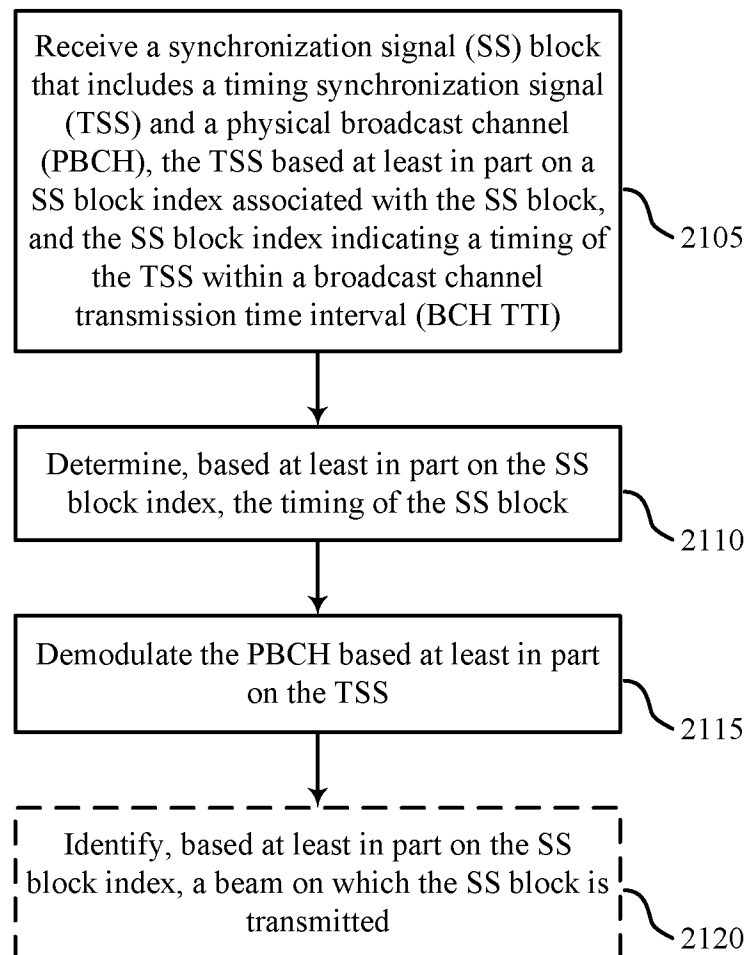 Receive a synchronization signal (SS) block
that includes a timing synchronization signal
(TSS) and a physical broadcast channel
(PBCH), the TSS based at least in part on a
SS block index associated with the SS block,
and the SS block index indicating a timing of
the TSS within a broadcast channel
transmission time interval (BCH TTI)
2105
Determine, based at least in part on the SS
block index, the timing of the SS block
2110
Demodulate the PBCH based at least in part
on the TSS
2115
Identify, based at least in part on the SS
block index, a beam on which the SS block is
transmitted
2120